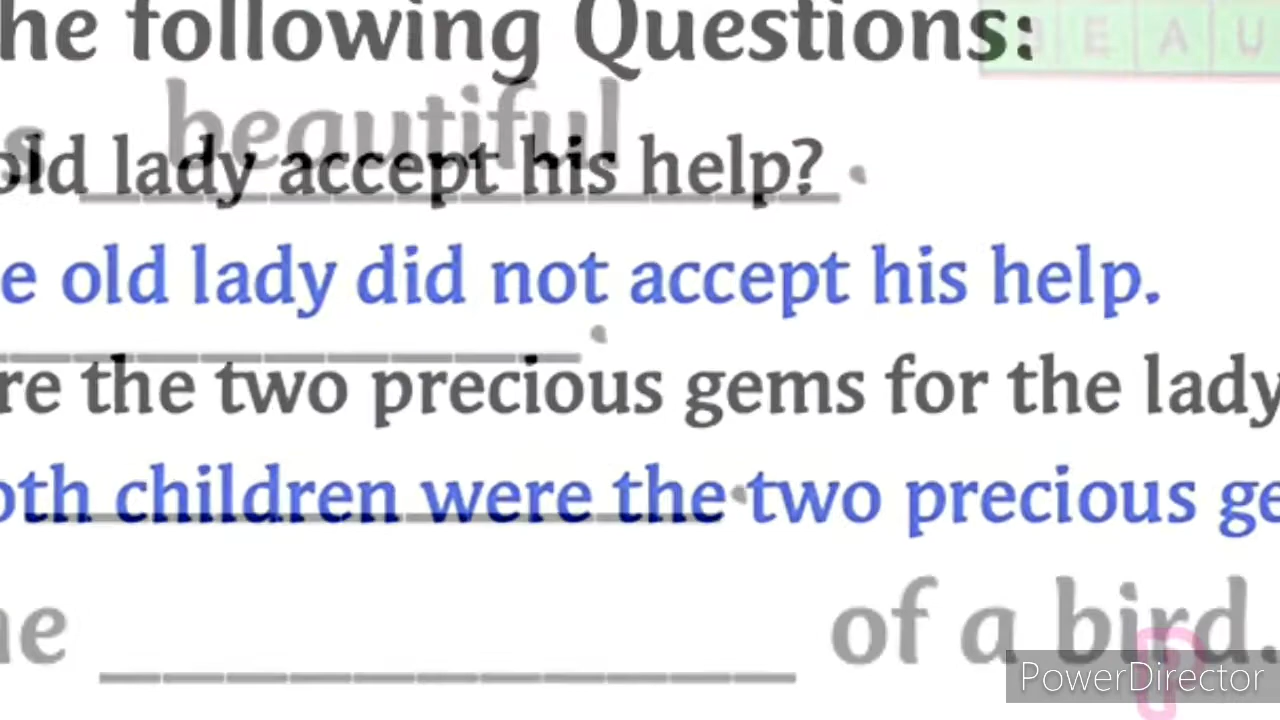 he following Questions:
E A U
beautiful
old lady accept his help?
e old lady did not accept his help.
re the two precious gems for the lady
oth children were the two precious ge
he ____________ of a bird.
PowerDirector